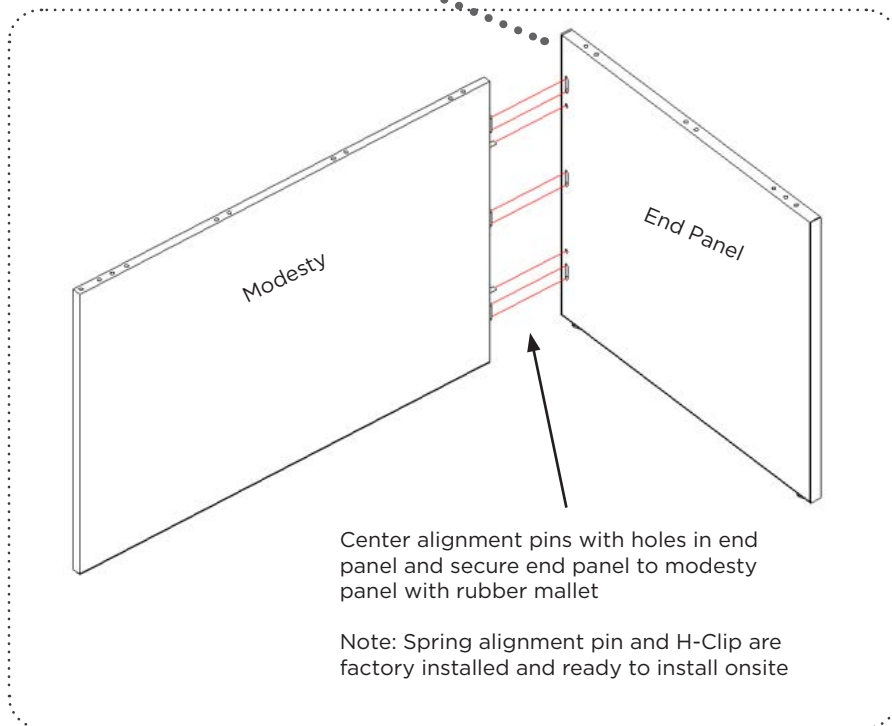 Modesty
End Panel
Center alignment pins with holes in end
panel and secure end panel to modesty
panel with rubber mallet
Note: Spring alignment pin and H-Clip are
factory installed and ready to install onsite